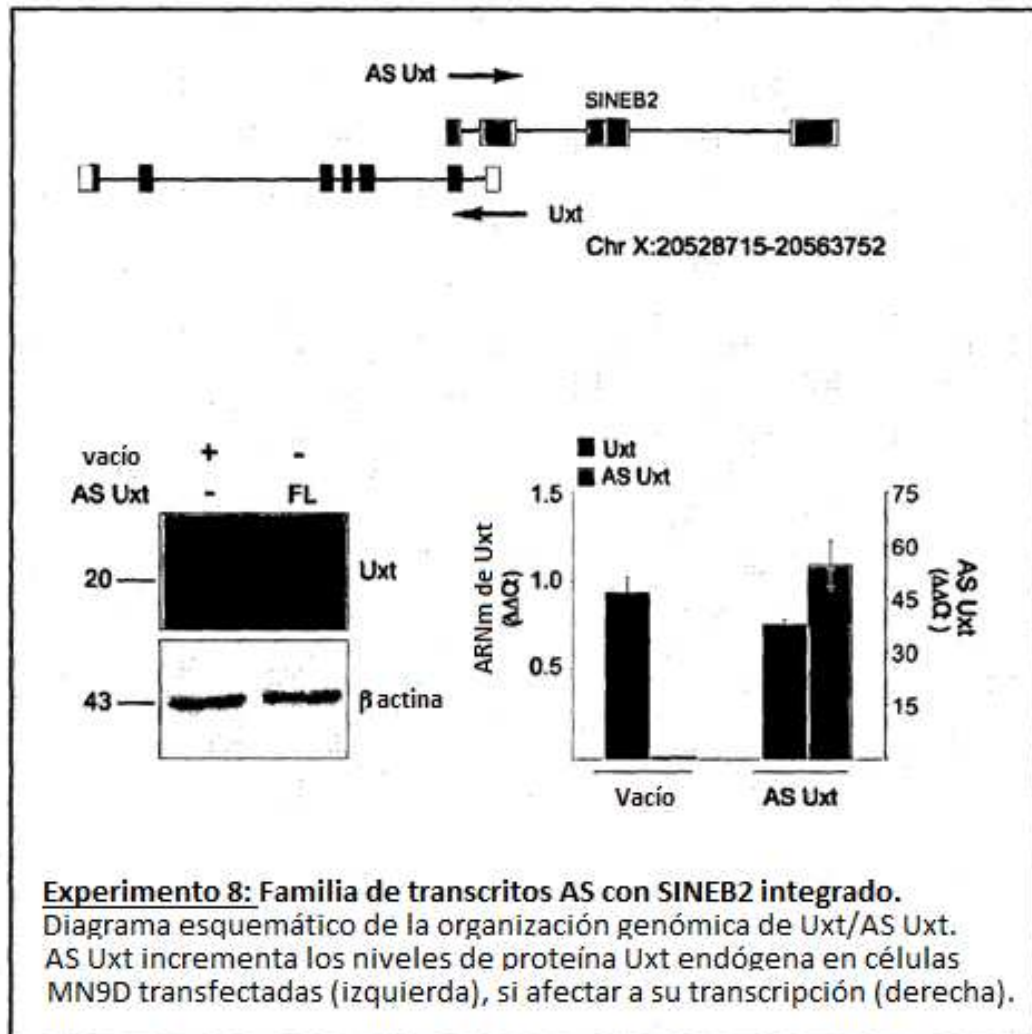 AS Uxt
SINEB2
Uxt
Chr X:20528715-20563752
vacío + -
AS Uxt - FL
20
Uxt
43
β actina
Uxt
AS Uxt
1.5
1.0
0.5
ARNm de Uxt
(ΔΔCt)
75
60
45
30
15
AS Uxt
(ΔΔCt)
Vacío
AS Uxt
Experimento 8: Familia de transcritos AS con SINEB2 integrado.
Diagrama esquemático de la organización genómica de Uxt/AS Uxt.
AS Uxt incrementa los niveles de proteína Uxt endógena en células
MN9D transfectadas (izquierda), si afectar a su transcripción (derecha).